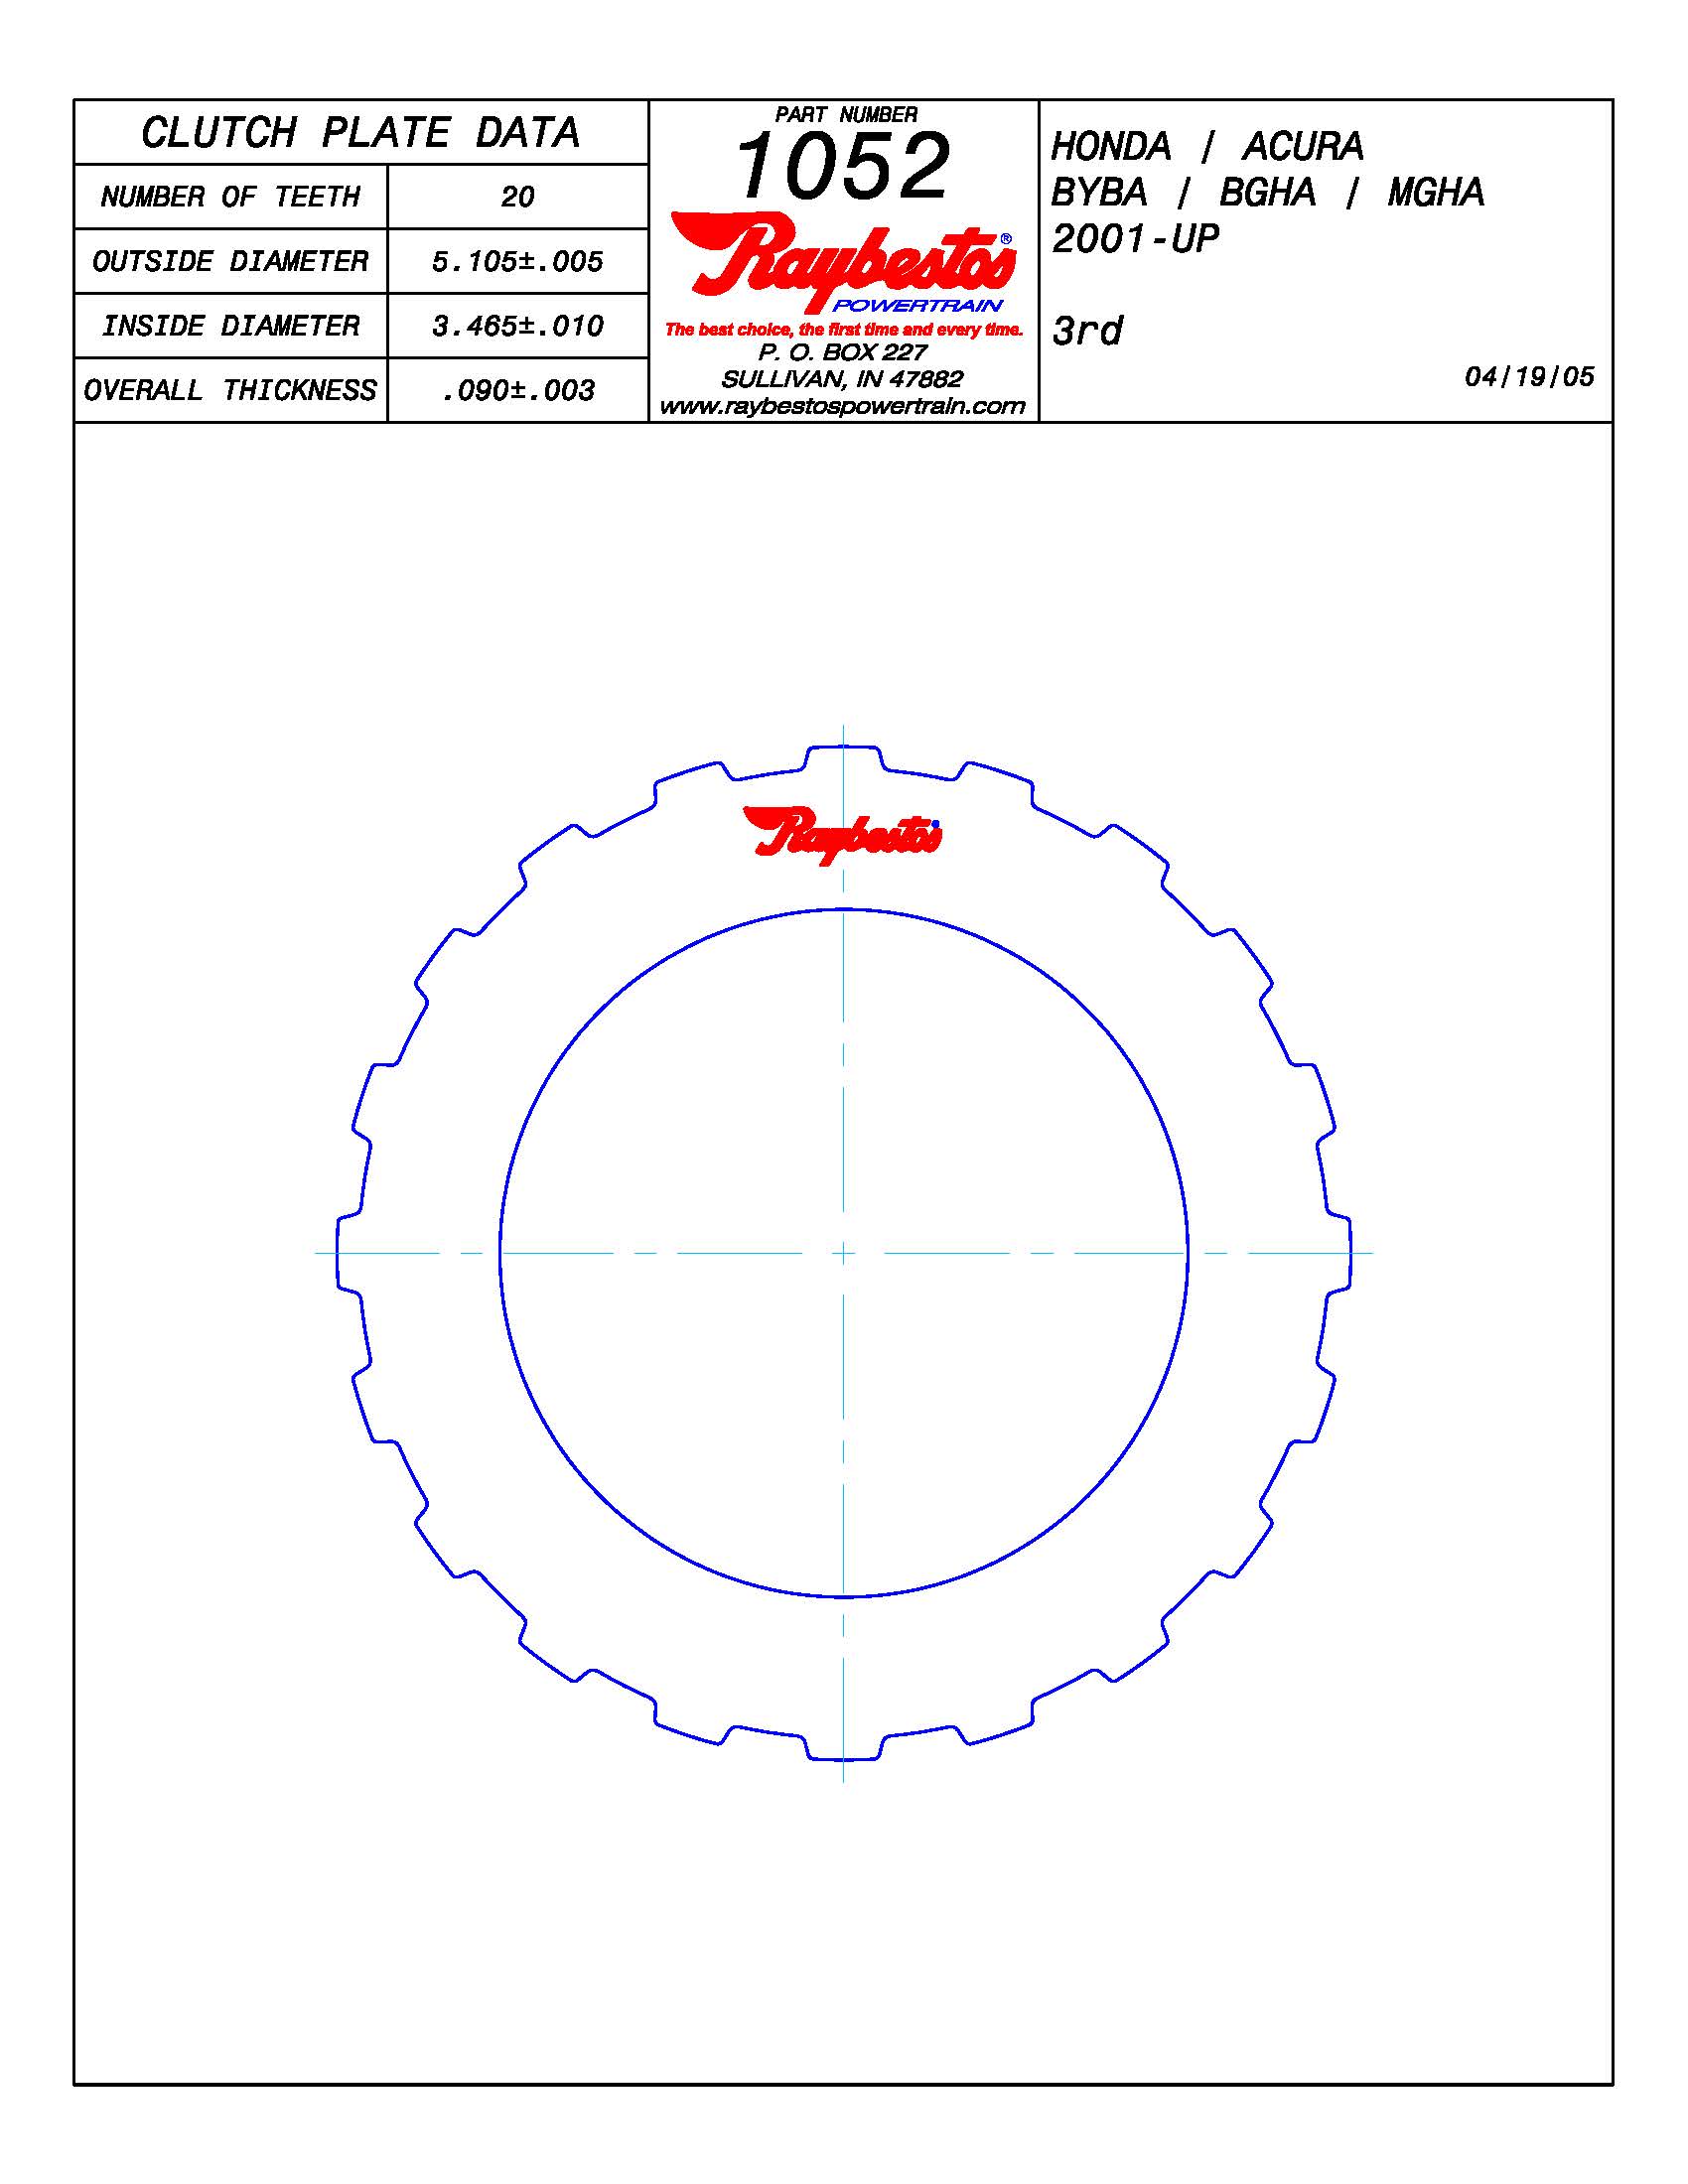 CLUTCH PLATE DATA
NUMBER OF TEETH 20
OUTSIDE DIAMETER 5.105±.005
INSIDE DIAMETER 3.465±.010
OVERALL THICKNESS .090±.003
PART NUMBER
1052
Raybestos®
POWERTRAIN
The best choice, the first time and every time.
P. O. BOX 227
SULLIVAN, IN 47882
www.raybestospowertrain.com
HONDA / ACURA
BYBA / BGHA / MGHA
2001-UP
3rd
04/19/05
Raybestos